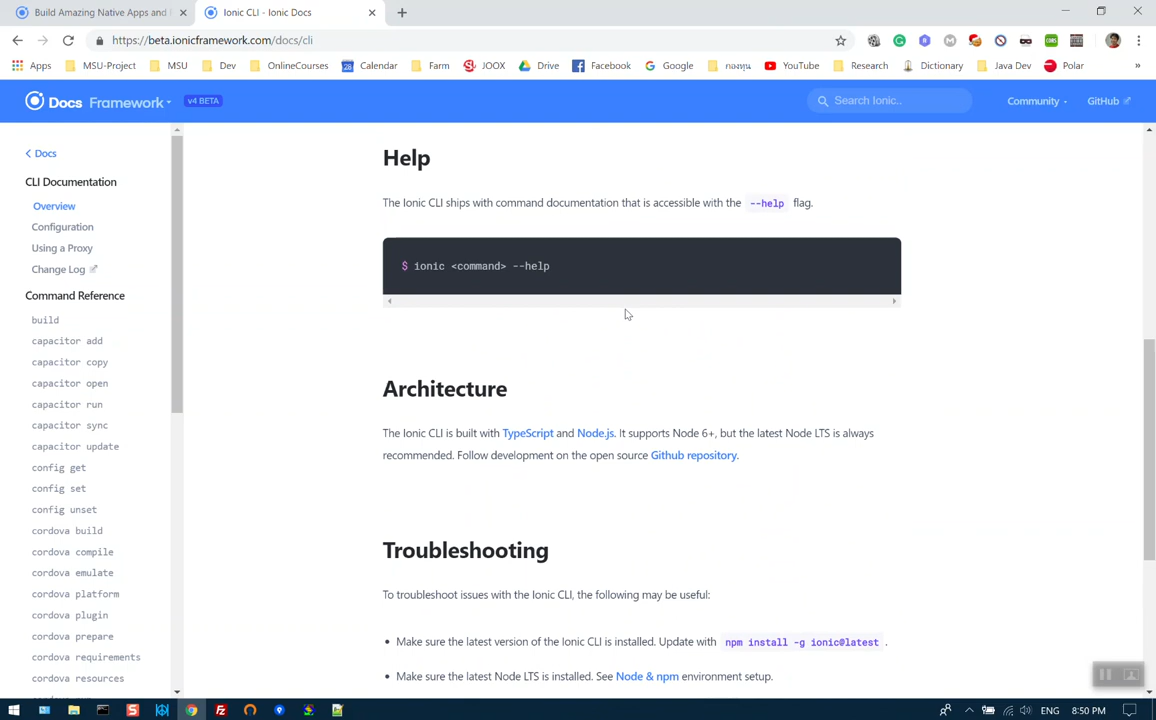 Build Amazing Native Apps and
Ionic CLI - Ionic Docs
https://beta.ionicframework.com/docs/cli
Apps
MSU-Project
MSU
Dev
OnlineCourses
28
Calendar
Farm
JOOX
Drive
Facebook
Google
กองทุน
YouTube
Research
Dictionary
Java Dev
Polar
»
Docs Framework
v4 BETA
Search Ionic..
Community
GitHub
Docs
CLI Documentation
Overview
Configuration
Using a Proxy
Change Log
Command Reference
build
capacitor add
capacitor copy
capacitor open
capacitor run
capacitor sync
capacitor update
config get
config set
config unset
cordova build
cordova compile
cordova emulate
cordova platform
cordova plugin
cordova prepare
cordova requirements
cordova resources
Help
The Ionic CLI ships with command documentation that is accessible with the --help flag.
$ ionic <command> --help
Architecture
The Ionic CLI is built with TypeScript and Node.js. It supports Node 6+, but the latest Node LTS is always
recommended. Follow development on the open source Github repository.
Troubleshooting
To troubleshoot issues with the Ionic CLI, the following may be useful:
• Make sure the latest version of the Ionic CLI is installed. Update with npm install -g ionic@latest .
• Make sure the latest Node LTS is installed. See Node & npm environment setup.
ENG
8:50 PM